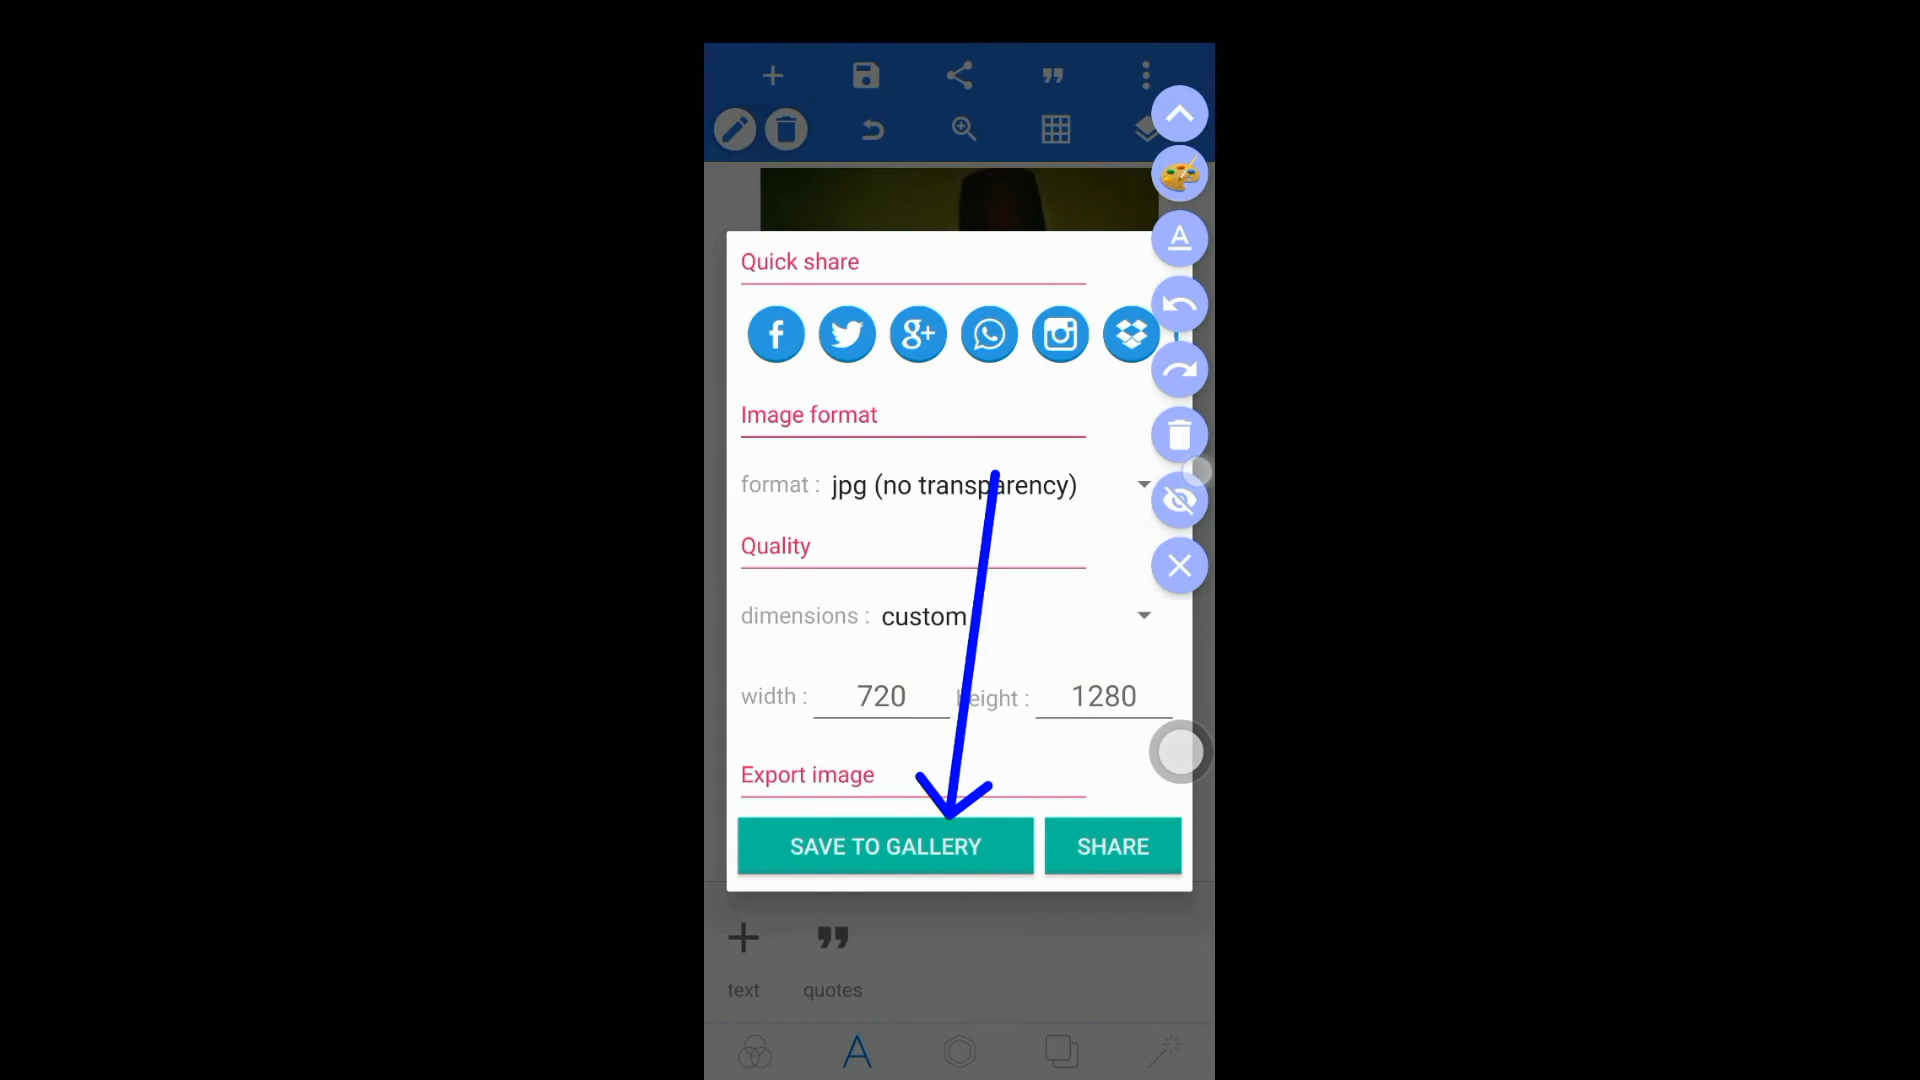 Quick share
Image format
format : jpg (no transparency)
Quality
dimensions : custom
width : 720 height : 1280
Export image
SAVE TO GALLERY SHARE
text quotes